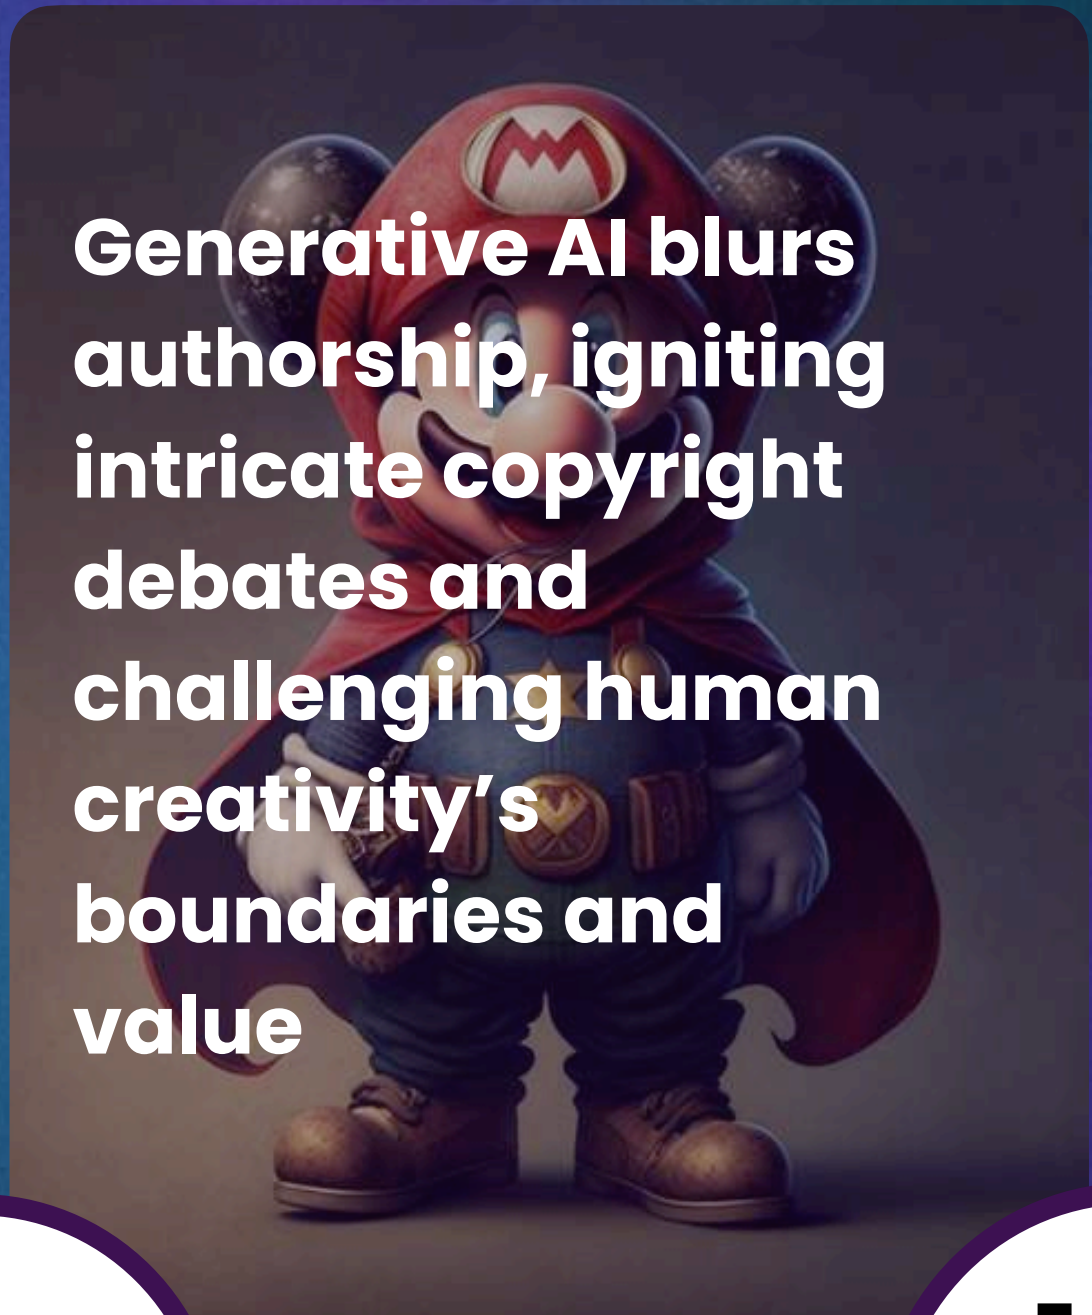 M
Generative AI blurs
authorship, igniting
intricate copyright
debates and
challenging human
creativity’s
boundaries and
value